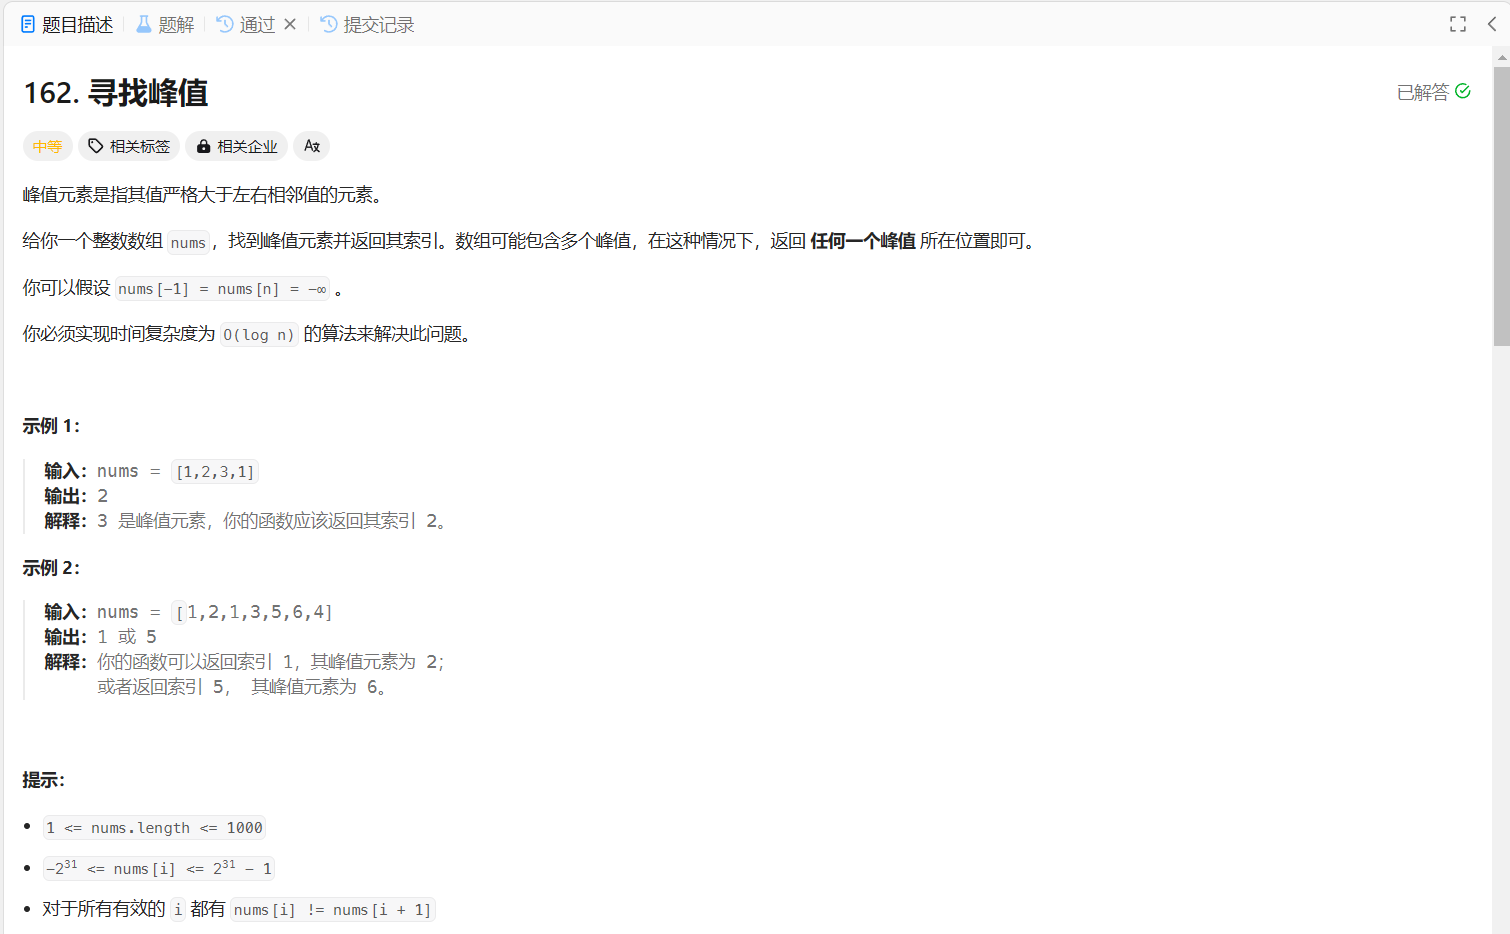 题目描述 题解 通过 提交记录
162. 寻找峰值
已解答
中等 相关标签 相关企业
峰值元素是指其值严格大于左右相邻值的元素。
给你一个整数数组 nums，找到峰值元素并返回其索引。数组可能包含多个峰值，在这种情况下，返回 任何一个峰值 所在位置即可。
你可以假设 nums[-1] = nums[n] = -∞ 。
你必须实现时间复杂度为 O(log n) 的算法来解决此问题。
示例 1：
输入：nums = [1,2,3,1]
输出：2
解释：3 是峰值元素，你的函数应该返回其索引 2。
示例 2：
输入：nums = [1,2,1,3,5,6,4]
输出：1 或 5
解释：你的函数可以返回索引 1，其峰值元素为 2；
或者返回索引 5， 其峰值元素为 6。
提示：
1 <= nums.length <= 1000
-2³¹ <= nums[i] <= 2³¹ - 1
对于所有有效的 i 都有 nums[i] != nums[i + 1]